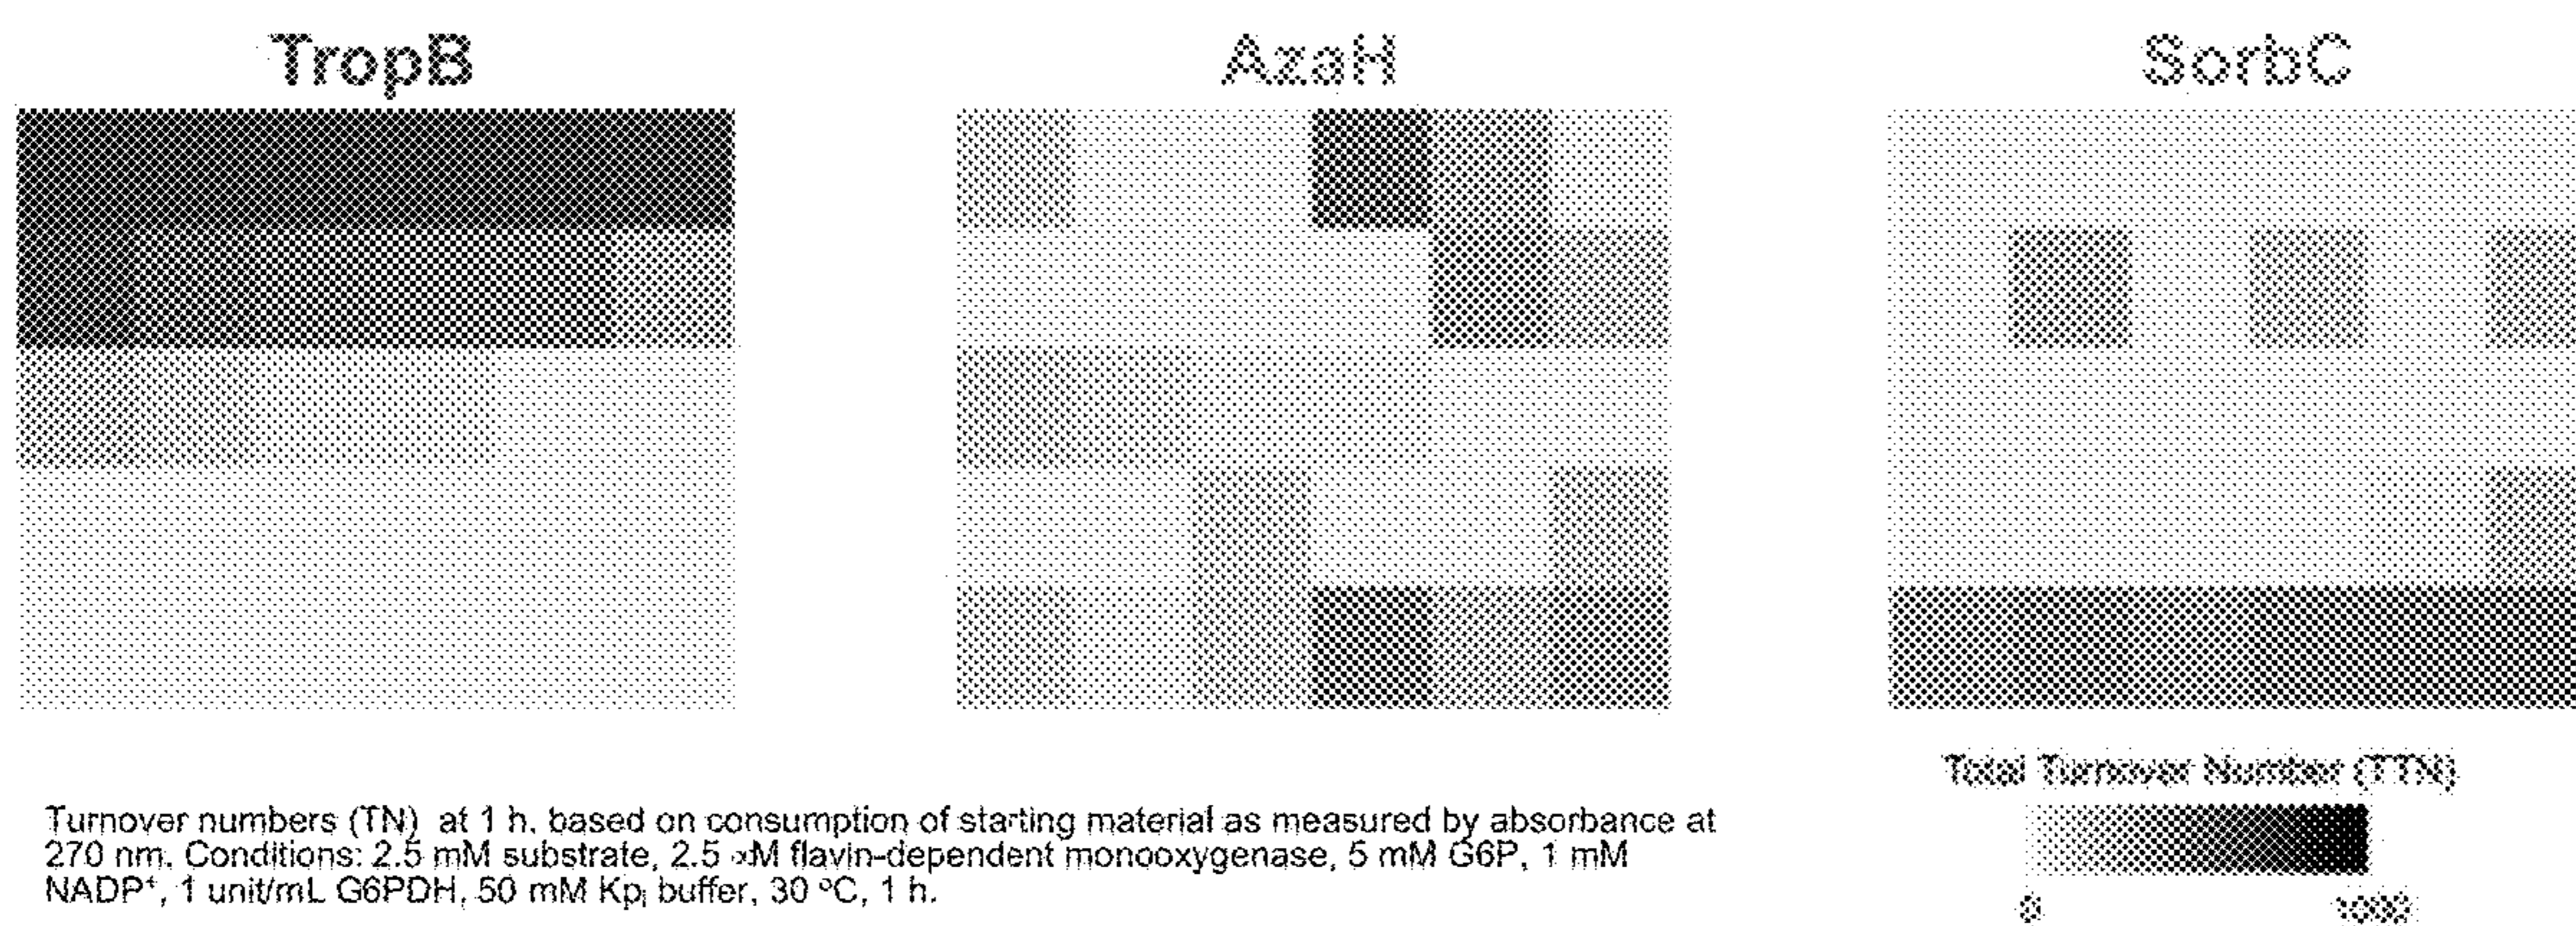 TropB
AzaH
SorbC
Total Turnover Number (TTN)
Turnover numbers (TN) at 1 h. based on consumption of starting material as measured by absorbance at
270 nm. Conditions: 2.5 mM substrate, 2.5 M flavin-dependent monooxygenase, 5 mM G6P, 1 mM
NADP⁺, 1 unit/mL G6PDH, 50 mM Kpᵢ buffer, 30 ºC, 1 h.
0